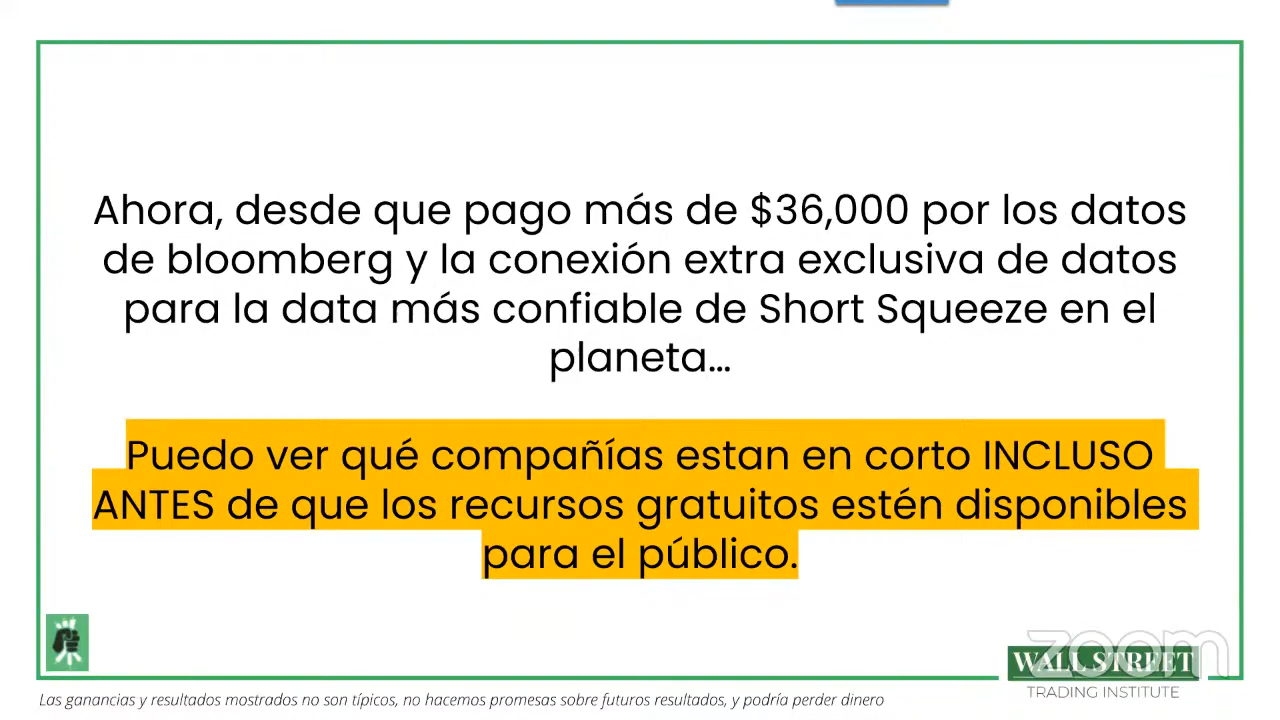 Ahora, desde que pago más de $36,000 por los datos
de bloomberg y la conexión extra exclusiva de datos
para la data más confiable de Short Squeeze en el
planeta...
Puedo ver qué compañías estan en corto INCLUSO
ANTES de que los recursos gratuitos estén disponibles
para el público.
zoom
WALL STREET
TRADING INSTITUTE
Las ganancias y resultados mostrados no son típicos, no hacemos promesas sobre futuros resultados, y podría perder dinero